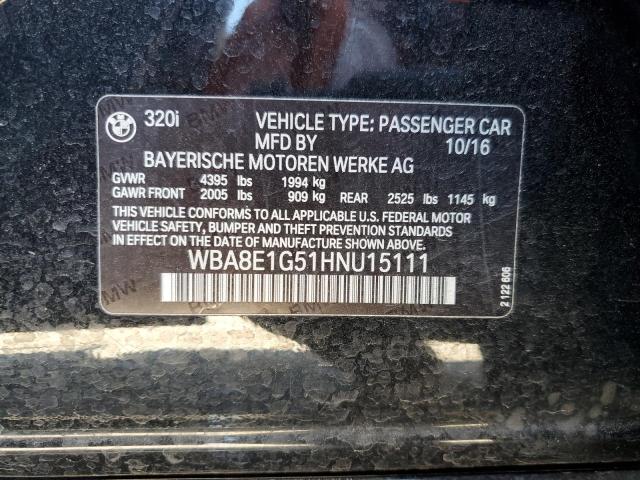 320i VEHICLE TYPE: PASSENGER CAR
MFD BY 10/16
BAYERISCHE MOTOREN WERKE AG
GVWR 4395 lbs 1994 kg
GAWR FRONT 2005 lbs 909 kg REAR 2525 lbs 1145 kg
THIS VEHICLE CONFORMS TO ALL APPLICABLE U.S. FEDERAL MOTOR
VEHICLE SAFETY, BUMPER AND THEFT PREVENTION STANDARDS
IN EFFECT ON THE DATE OF MANUFACTURE SHOWN ABOVE.
WBA8E1G51HNU15111
2 122 606